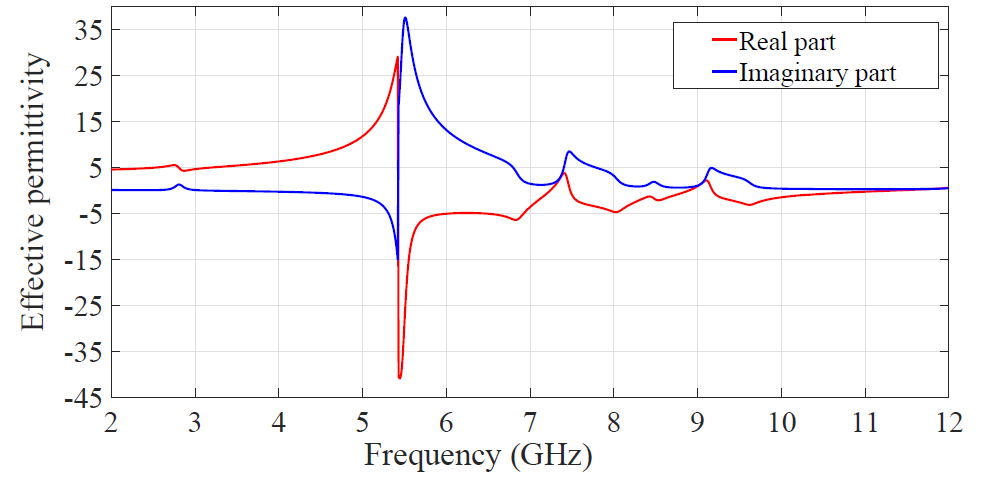 Effective permittivity
35
25
15
5
-5
-15
-25
-35
-45
Real part
Imaginary part
2 3 4 5 6 7 8 9 10 11 12
Frequency (GHz)